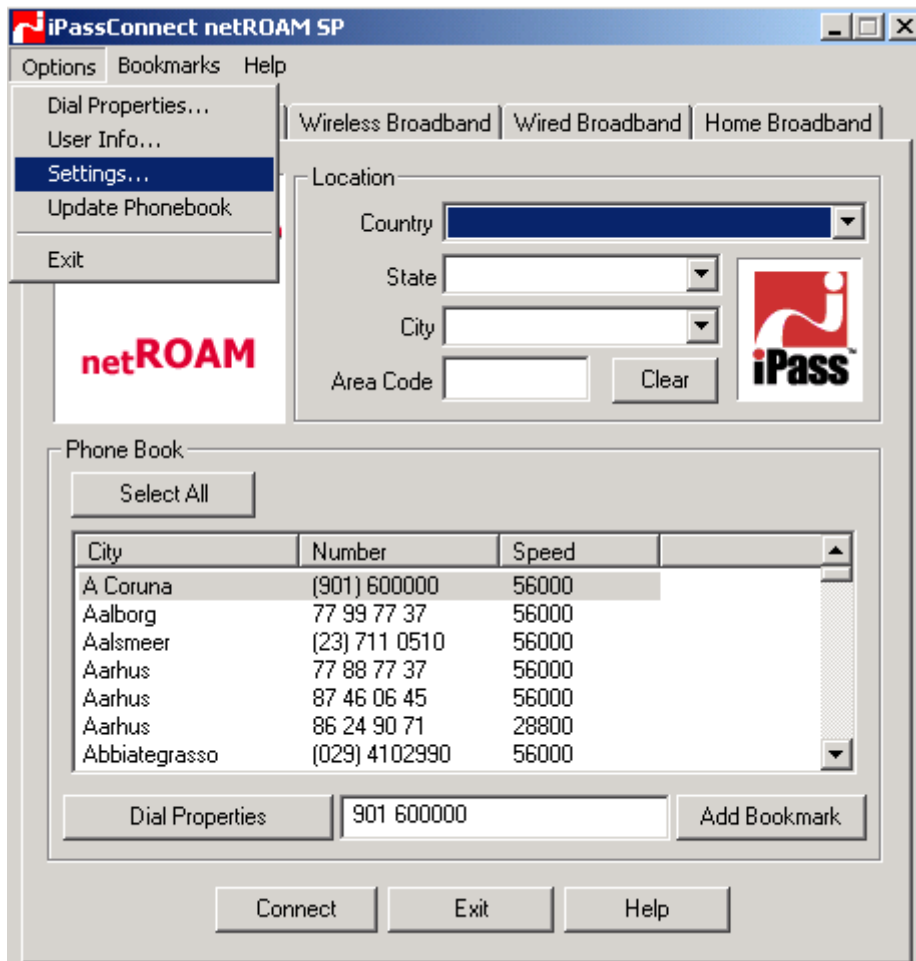 iPassConnect netROAM SP
Options Bookmarks Help
Dial Properties...
User Info...
Settings...
Update Phonebook
Exit
Wireless Broadband Wired Broadband Home Broadband
Location
Country
State
City
Area Code Clear
netROAM
iPass™
Phone Book
Select All
City Number Speed
A Coruna (901) 600000 56000
Aalborg 77 99 77 37 56000
Aalsmeer (23) 711 0510 56000
Aarhus 77 88 77 37 56000
Aarhus 87 46 06 45 56000
Aarhus 86 24 90 71 28800
Abbiategrasso (029) 4102990 56000
Dial Properties 901 600000 Add Bookmark
Connect Exit Help